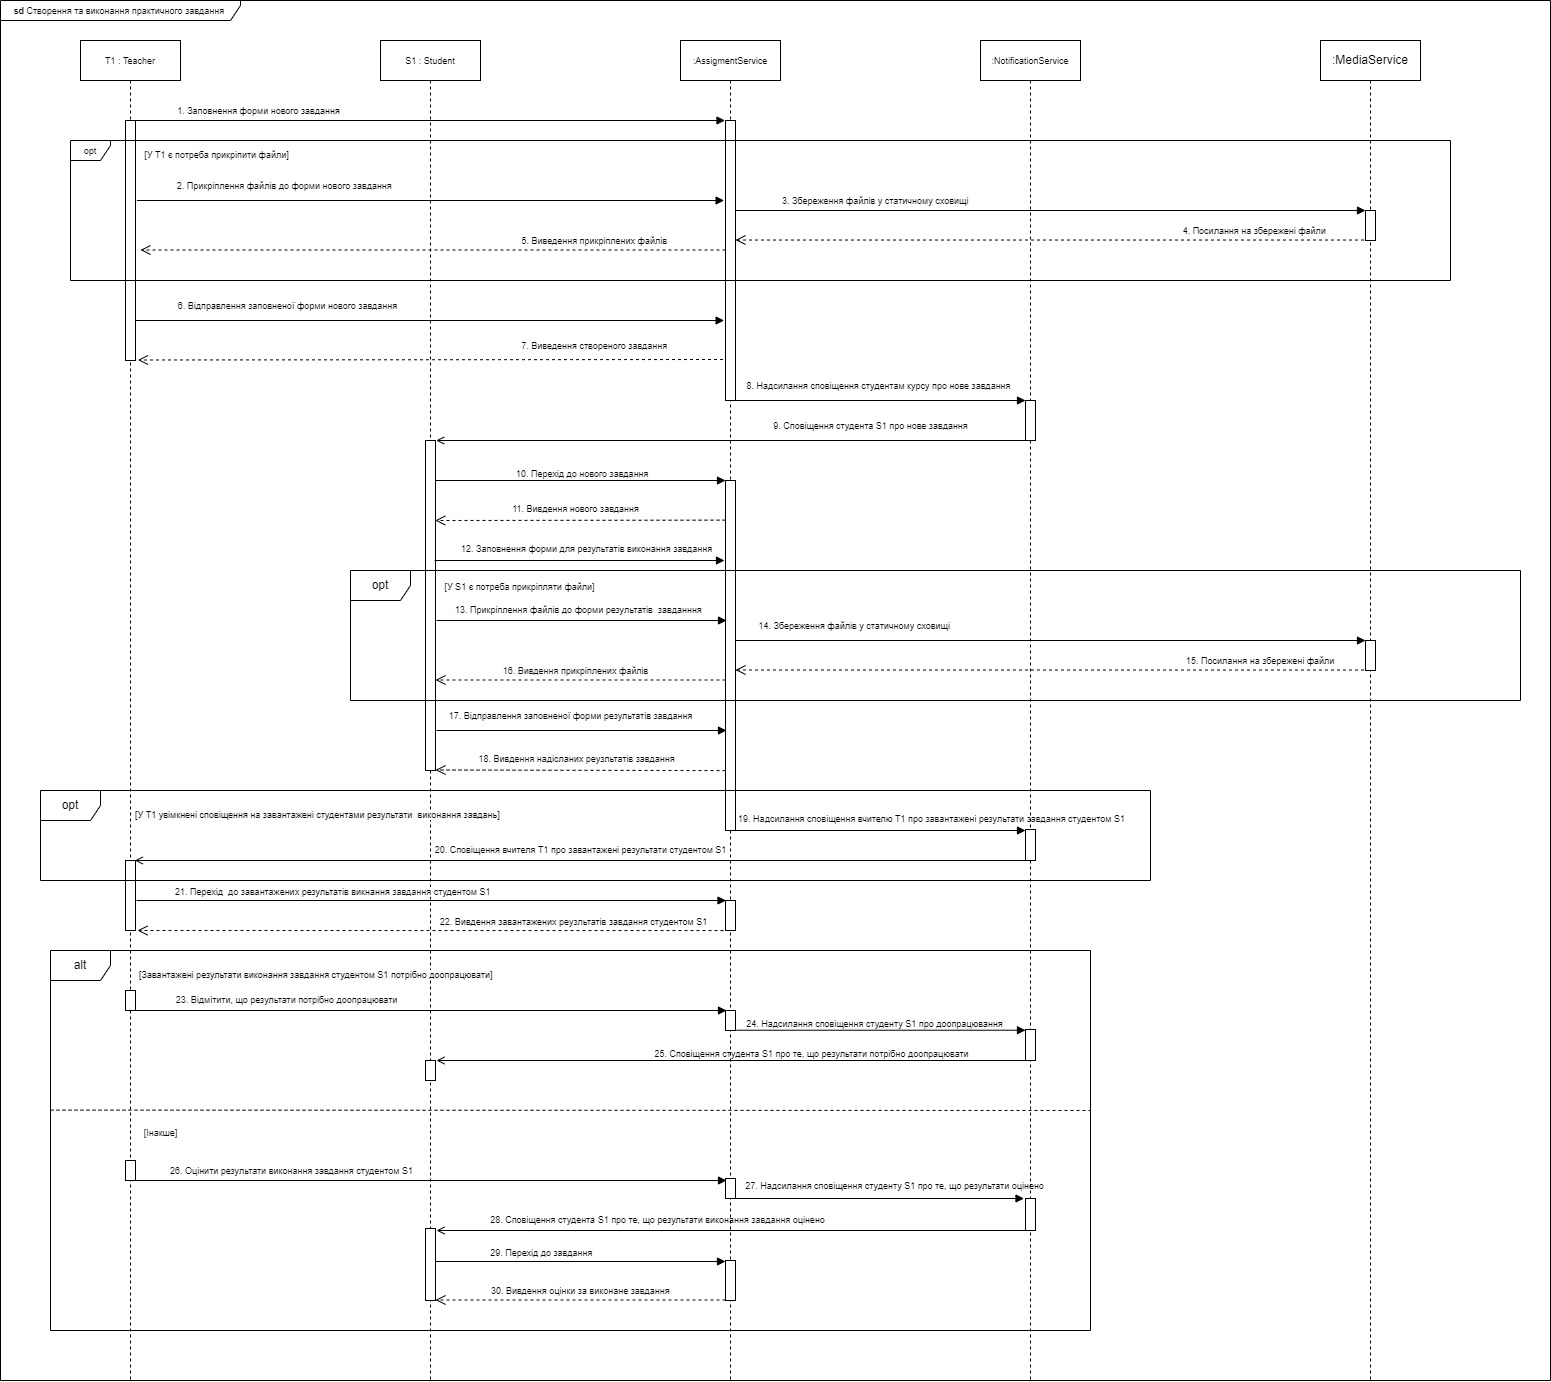 sd Створення та виконання практичного завдання
T1 : Teacher
S1 : Student
:AssigmentService
:NotificationService
:MediaService
1. Заповнення форми нового завдання
opt
[У Т1 є потреба прикріпити файли]
2. Прикріплення файлів до форми нового завдання
3. Збереження файлів у статичному сховищі
4. Посилання на збережені файли
5. Виведення прикріплених файлів
6. Відправлення заповненої форми нового завдання
7. Виведення створеного завдання
8. Надсилання сповіщення студентам курсу про нове завдання
9. Сповіщення студента S1 про нове завдання
10. Перехід до нового завдання
11. Вивдення нового завдання
12. Заповнення форми для результатів виконання завдання
opt
[У S1 є потреба прикріпляти файли]
13. Прикріплення файлів до форми результатів  завданння
14. Збереження файлів у статичному сховищі
15. Посилання на збережені файли
16. Вивдення прикріплених файлів
17. Відправлення заповненої форми результатів завдання
18. Вивдення надісланих реузльтатів завдання
opt
[У Т1 увімкнені сповіщення на завантажені студентами результати  виконання завдань]
19. Надсилання сповіщення вчителю Т1 про завантажені результати завдання студентом S1
20. Сповіщення вчителя Т1 про завантажені результати студентом S1
21. Перехід  до завантажених результатів викнання завдання студентом S1
22. Вивдення завантажених реузльтатів завдання студентом S1
alt
[Завантажені результати виконання завдання студентом S1 потрібно доопрацювати]
23. Відмітити, що результати потрібно доопрацювати
24. Надсилання сповіщення студенту S1 про доопрацювання
25. Сповіщення студента S1 про те, що результати потрібно доопрацювати
[Інакше]
26. Оцінити результати виконання завдання студентом S1
27. Надсилання сповіщення студенту S1 про те, що результати оцінено
28. Сповіщення студента S1 про те, що результати виконання завдання оцінено
29. Перехід до завдання
30. Вивдення оцінки за виконане завдання